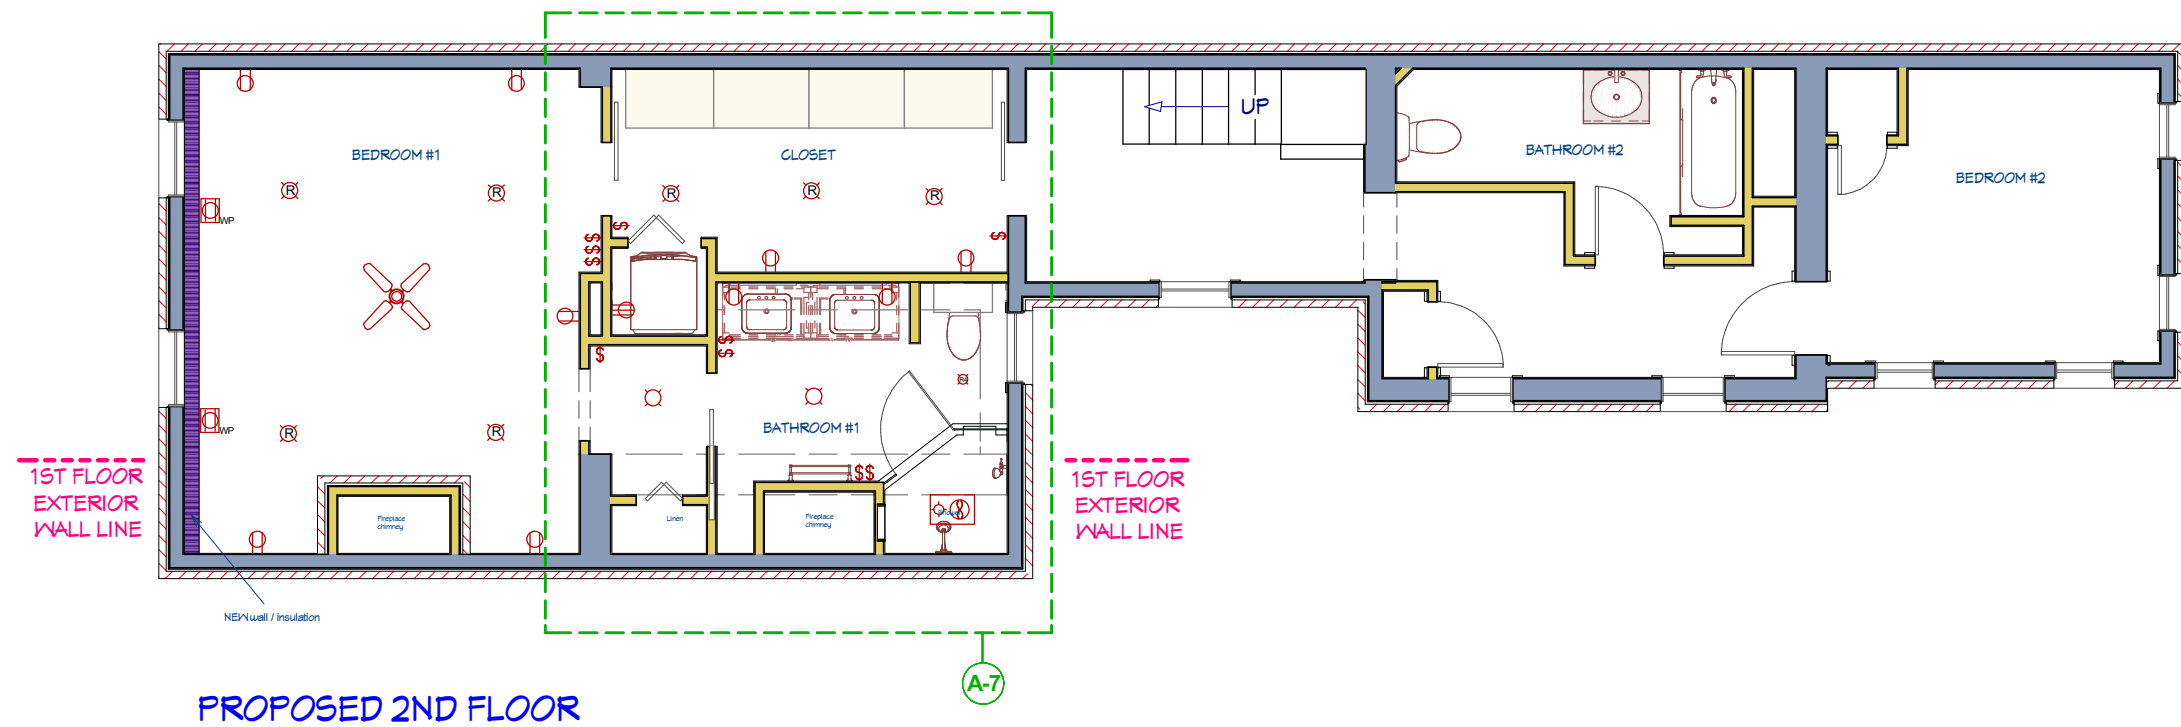 UP
BEDROOM #1
CLOSET
BATHROOM #2
BEDROOM #2
R
R
R
R
R
WP
$
$$$
$
$
$$
BATHROOM #1
WP
R
R
$$
1ST FLOOR
EXTERIOR
WALL LINE
1ST FLOOR
EXTERIOR
WALL LINE
Fireplace
chimney
Linen
Fireplace
chimney
Shower
NEW wall / insulation
A-7
PROPOSED 2ND FLOOR